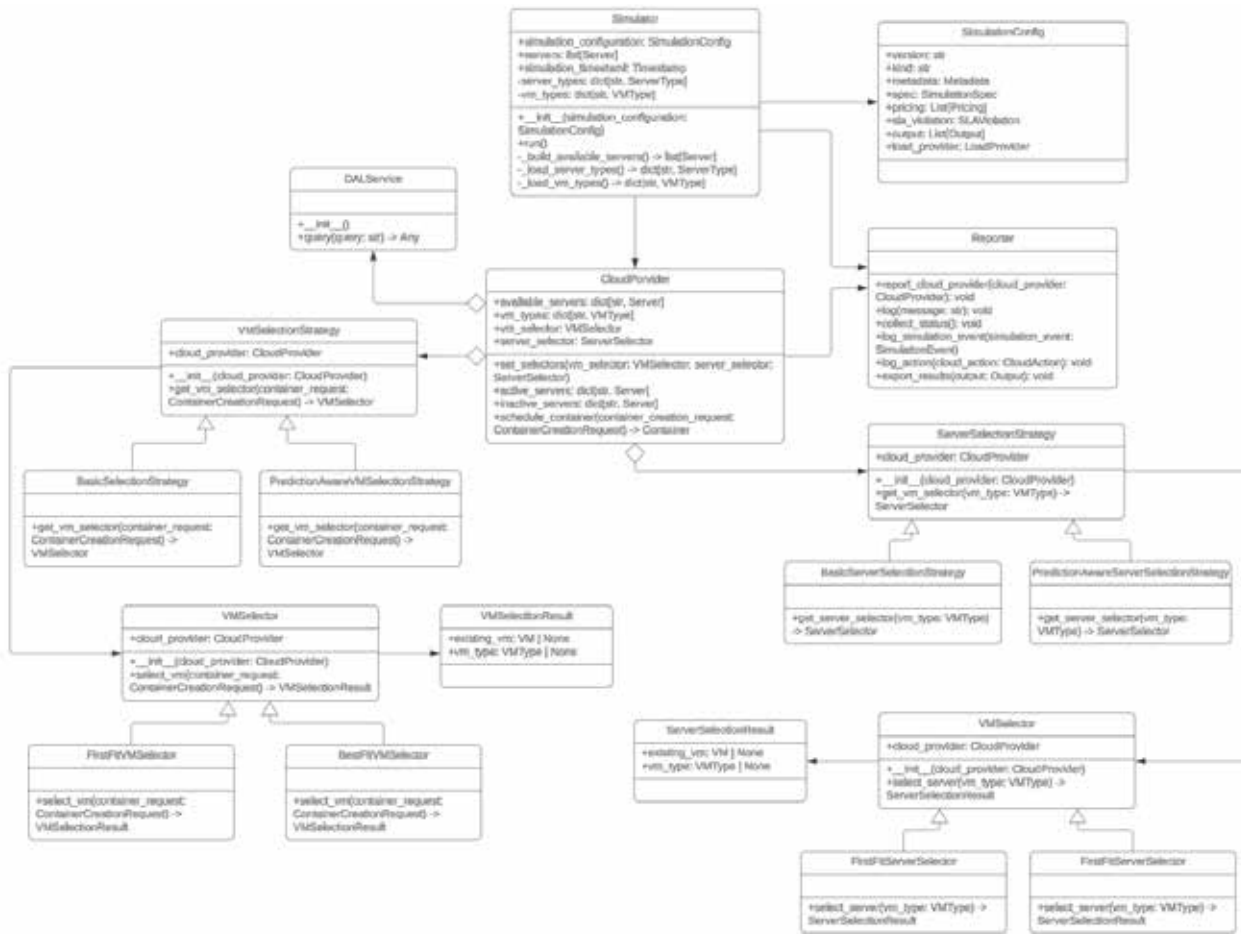 Simulator
+simulation_configuration: SimulationConfig
+servers: list[Server]
+simulation_timestamt: Timestamp
-server_types: dict[str, ServerType]
-vm_types: dict[str, VMType]
+__init__(simulation_configuration:
SimulationConfig)
+run()
-_build_available_servers() -> list[Server]
-_load_server_types() -> dict[str, ServerType]
-_load_vm_types() -> dict[str, VMType]
SimulationConfig
+version: str
+kind: str
+metadata: Metadata
+spec: SimulationSpec
+pricing: List[Pricing]
+sla_violation: SLAViolation
+output: List[Output]
+load_provider: LoadProvider
DALService
+__init__()
+query(query: str) -> Any
Reporter
+report_cloud_provider(cloud_provider:
CloudProvider): void
+log(message: str): void
+collect_status(): void
+log_simulation_event(simulation_event:
SimulationEvent)
+log_action(cloud_action: CloudAction): void
+export_results(output: Output): void
CloudPorvider
+available_servers: dict[str, Server]
+vm_types: dict[str, VMType]
+vm_selector: VMSelector
+server_selector: ServerSelector
+set_selectors(vm_selector: VMSelector, server_selector:
ServerSelector)
+active_servers: dict[str, Server]
+inactive_servers: dict[str, Server]
+schedule_container(container_creation_request:
ContainerCreationRequest) -> Container
VMSelectionStrategy
+cloud_provider: CloudProvider
+__init__(cloud_provider: CloudProvider)
+get_vm_selector(container_request:
ContainerCreationRequest) -> VMSelector
BasicSelectionStrategy
+get_vm_selector(container_request:
ContainerCreationRequest) ->
VMSelector
PredictionAwareVMSelectionStrategy
+get_vm_selector(container_request:
ContainerCreationRequest) ->
VMSelector
ServerSelectionStrategy
+cloud_provider: CloudProvider
+__init__(cloud_provider: CloudProvider)
+get_vm_selector(vm_type: VMType) ->
ServerSelector
BasicServerSelectionStrategy
+get_server_selector(vm_type: VMType)
-> ServerSelector
PredictionAwareServerSelectionStrategy
+get_server_selector(vm_type:
VMType) -> ServerSelector
VMSelector
+cloud_provider: CloudProvider
+__init__(cloud_provider: CloudProvider)
+select_vm(container_request:
ContainerCreationRequest) -> VMSelectionResult
VMSelectionResult
+existing_vm: VM | None
+vm_type: VMType | None
FirstFitVMSelector
+select_vm(container_request:
ContainerCreationRequest) ->
VMSelectionResult
BestFitVMSelector
+select_vm(container_request:
ContainerCreationRequest) ->
VMSelectionResult
ServerSelectionResult
+existing_vm: VM | None
+vm_type: VMType | None
VMSelector
+cloud_provider: CloudProvider
+__init__(cloud_provider: CloudProvider)
+select_server(vm_type: VMType) ->
ServerSelectionResult
FirstFitServerSelector
+select_server(vm_type: VMType) ->
ServerSelectionResult
FirstFitServerSelector
+select_server(vm_type: VMType) ->
ServerSelectionResult